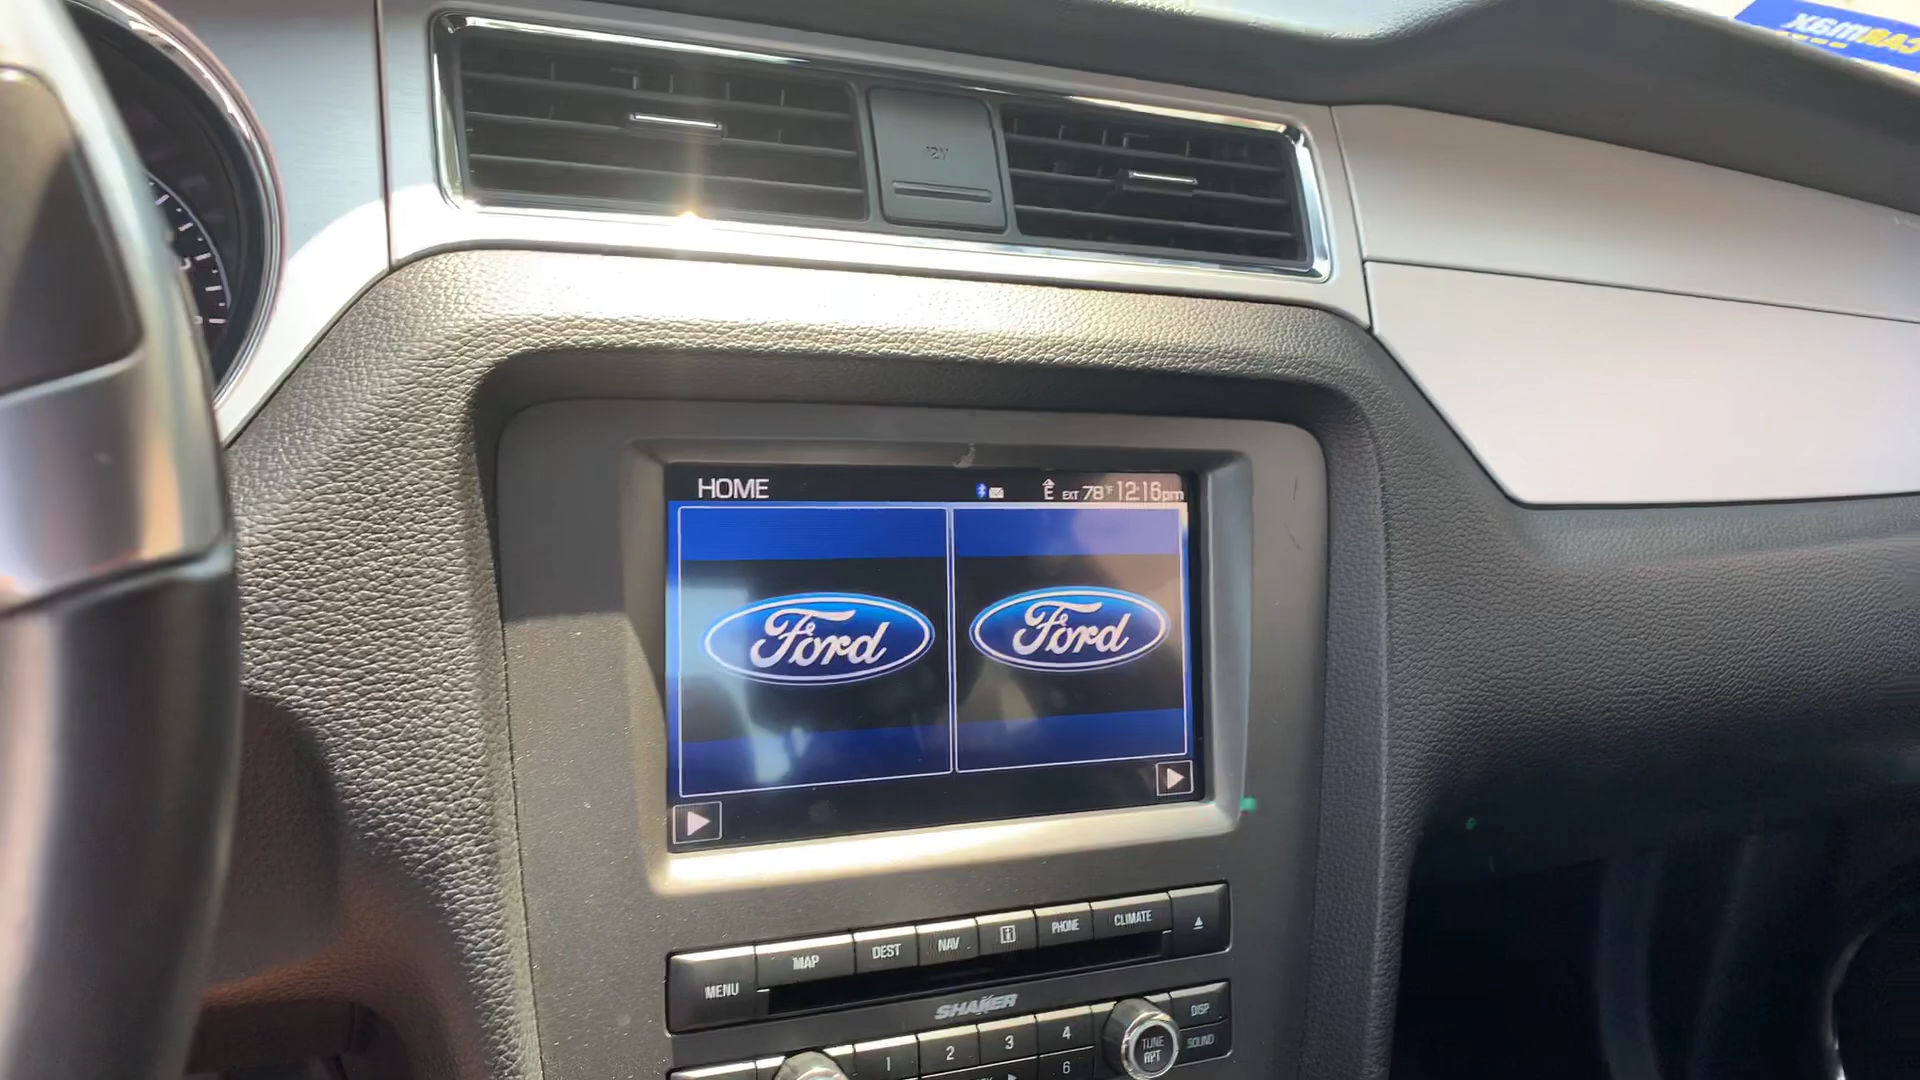 CARMAX
12V
HOME
E EXT 78°F 12:16pm
Ford Ford
MENU MAP DEST NAV i PHONE CLIMATE
SHAKER
1 2 3 4
DISP
TUNE
RPT
SOUND
6